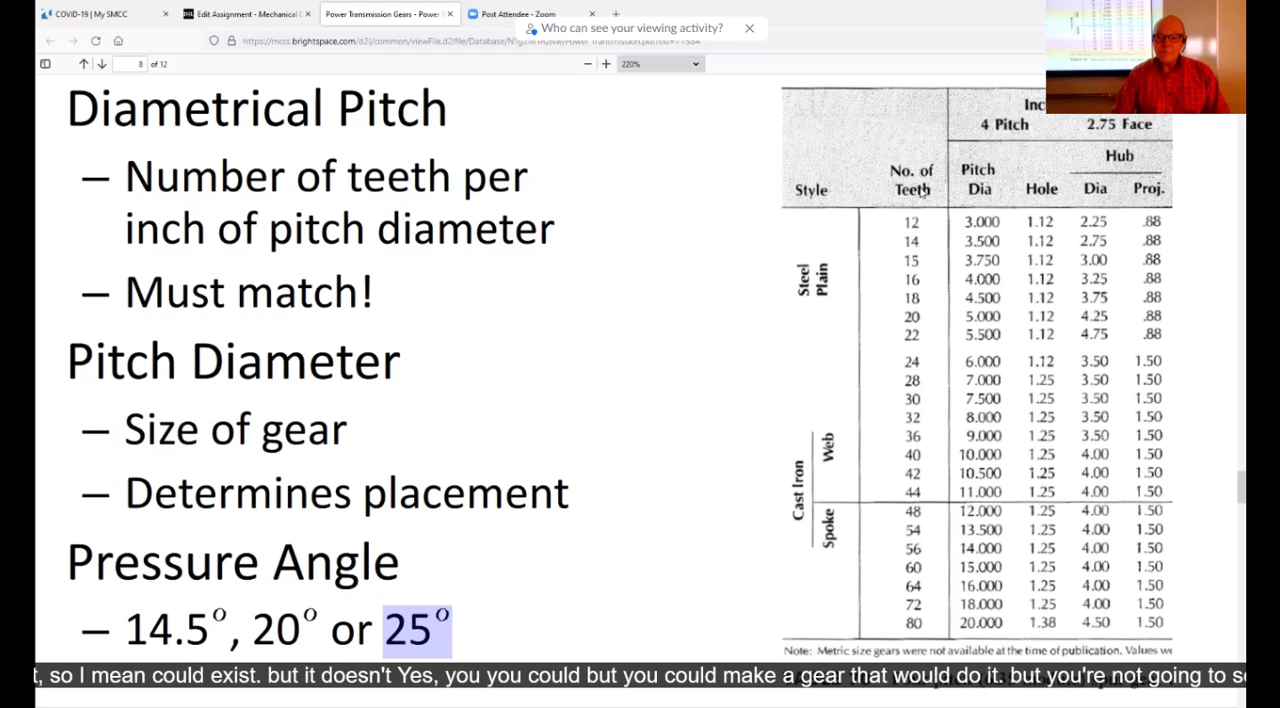 COVID-19 | My SMCC
Edit Assignment - Mechanical
Power Transmission Gears - Power
Post Attendee - Zoom
Who can see your viewing activity?
8 of 12
220%
Diametrical Pitch
– Number of teeth per
inch of pitch diameter
– Must match!
Pitch Diameter
– Size of gear
– Determines placement
Pressure Angle
– 14.5º, 20º or 25º
4 Pitch 2.75 Face
Hub
Style No. of Teeth Pitch Dia Hole Dia Proj.
Steel Plain
12 3.000 1.12 2.25 .88
14 3.500 1.12 2.75 .88
15 3.750 1.12 3.00 .88
16 4.000 1.12 3.25 .88
18 4.500 1.12 3.75 .88
20 5.000 1.12 4.25 .88
22 5.500 1.12 4.75 .88
Cast Iron
Web
24 6.000 1.12 3.50 1.50
28 7.000 1.25 3.50 1.50
30 7.500 1.25 3.50 1.50
32 8.000 1.25 3.50 1.50
36 9.000 1.25 3.50 1.50
40 10.000 1.25 4.00 1.50
42 10.500 1.25 4.00 1.50
44 11.000 1.25 4.00 1.50
Spoke
48 12.000 1.25 4.00 1.50
54 13.500 1.25 4.00 1.50
56 14.000 1.25 4.00 1.50
60 15.000 1.25 4.00 1.50
64 16.000 1.25 4.00 1.50
72 18.000 1.25 4.00 1.50
80 20.000 1.38 4.50 1.50
Note: Metric size gears were not available at the time of publication. Values
so I mean could exist. but it doesn't Yes, you you could but you could make a gear that would do it. but you're not going to